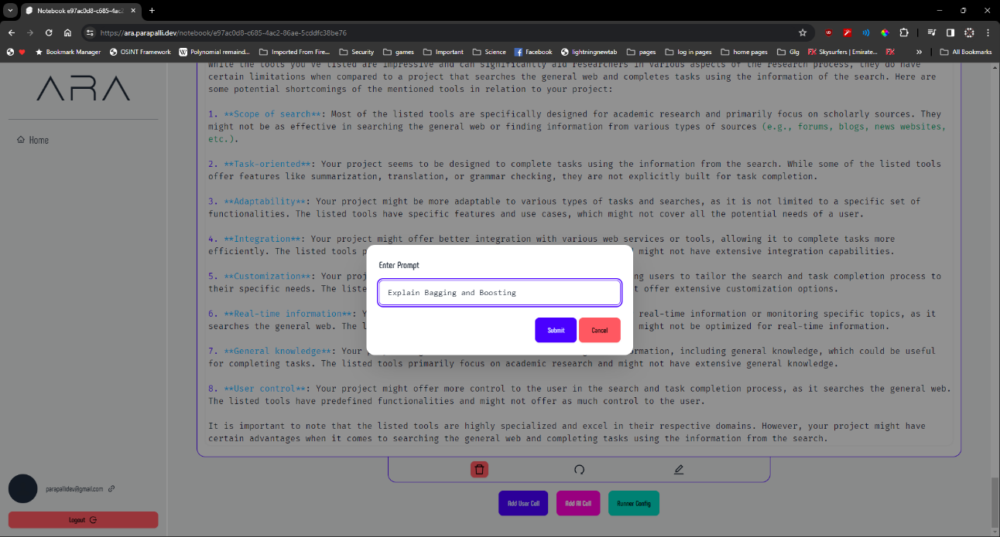 Notebook e97ac0d8-c685-4ac2
https://ara.parapalli.dev/notebook/e97ac0d8-c685-4ac2-86ae-5cddfc38be76
Bookmark Manager OSINT Framework Polynomial remaind... Imported From Fire... Security games Important Science Facebook lightningnewtab pages log in pages home pages Glg Skysurfers | Emirate... » All Bookmarks
ARA
Home
While the tools you've listed are impressive and can significantly aid researchers in various aspects of the research process, they do have
certain limitations when compared to a project that searches the general web and completes tasks using the information of the search. Here are
some potential shortcomings of the mentioned tools in relation to your project:
1. **Scope of search**: Most of the listed tools are specifically designed for academic research and primarily focus on scholarly sources. They
might not be as effective in searching the general web or finding information from various types of sources (e.g., forums, blogs, news websites,
etc.).
2. **Task-oriented**: Your project seems to be designed to complete tasks using the information from the search. While some of the listed tools
offer features like summarization, translation, or grammar checking, they are not explicitly built for task completion.
3. **Adaptability**: Your project might be more adaptable to various types of tasks and searches, as it is not limited to a specific set of
functionalities. The listed tools have specific features and use cases, which might not cover all the potential needs of a user.
4. **Integration**: Your project might offer better integration with various web services or tools, allowing it to complete tasks more
efficiently. The listed tools might not have extensive integration capabilities.
5. **Customization**: Your users to tailor the search and task completion process to
their specific needs. The offer extensive customization options.
6. **Real-time information**: real-time information or monitoring specific topics, as it
searches the general web. The might not be optimized for real-time information.
7. **General knowledge**: Your including general knowledge, which could be useful
for completing tasks. The listed tools primarily focus on academic research and might not have extensive general knowledge.
8. **User control**: Your project might offer more control to the user in the search and task completion process, as it searches the general web.
The listed tools have predefined functionalities and might not offer as much control to the user.
It is important to note that the listed tools are highly specialized and excel in their respective domains. However, your project might have
certain advantages when it comes to searching the general web and completing tasks using the information from the search.
Enter Prompt
Explain Bagging and Boosting
Submit Cancel
parapallidev@gmail.com
Logout
Add User Cell Add AI Cell Runner Config